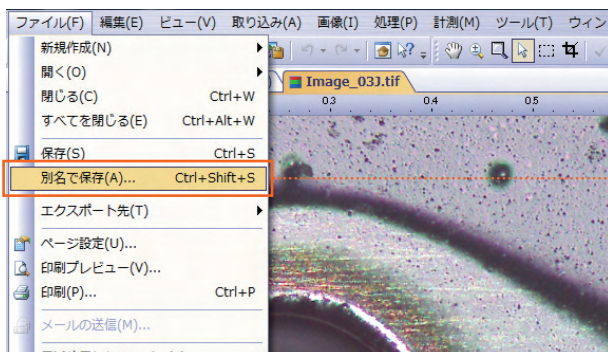 ファイル(F) 編集(E) ビュー(V) 取り込み(A) 画像(I) 処理(P) 計測(M) ツール(T) ウィン
新規作成(N)
開く(O)
閉じる(C) Ctrl+W
すべてを閉じる(E) Ctrl+Alt+W
保存(S) Ctrl+S
別名で保存(A)... Ctrl+Shift+S
エクスポート先(T)
ページ設定(U)...
印刷プレビュー(V)...
印刷(P)... Ctrl+P
メールの送信(M)...
Image_03J.tif
0.3 0.4 0.5